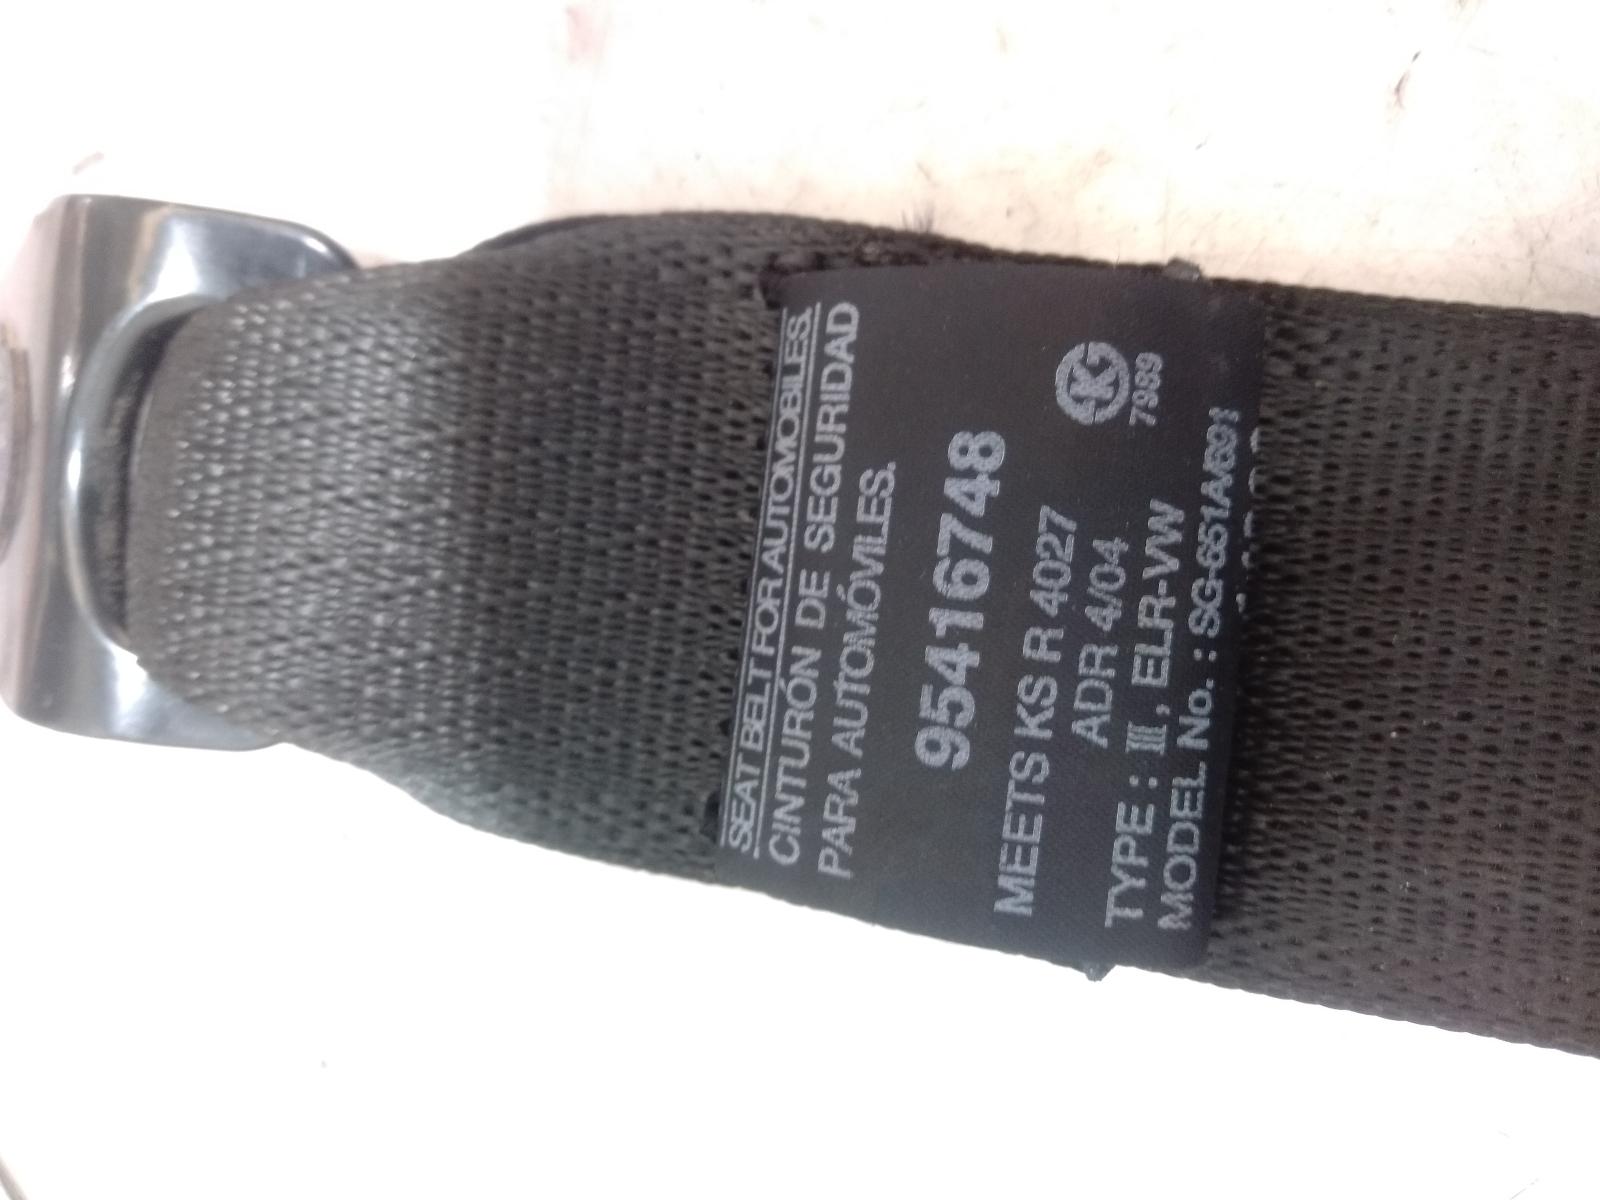 SEAT BELT FOR AUTOMOBILES.
CINTURÓN DE SEGURIDAD
PARA AUTOMÓVILES.
95416748
MEETS KS R 4027
ADR 4/04
TYPE : III, ELR-VW
KG
7989
MODEL No. : SG-651A/691